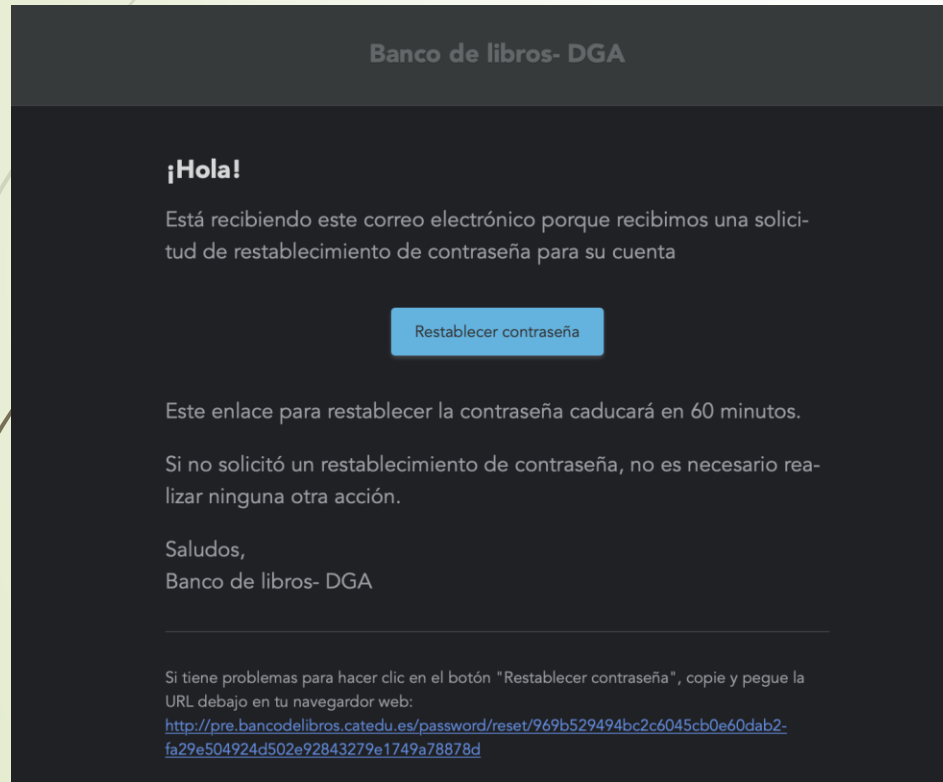 Banco de libros- DGA
¡Hola!
Está recibiendo este correo electrónico porque recibimos una solici-
tud de restablecimiento de contraseña para su cuenta
Restablecer contraseña
Este enlace para restablecer la contraseña caducará en 60 minutos.
Si no solicitó un restablecimiento de contraseña, no es necesario rea-
lizar ninguna otra acción.
Saludos,
Banco de libros- DGA
Si tiene problemas para hacer clic en el botón "Restablecer contraseña", copie y pegue la
URL debajo en tu navegardor web:
http://pre.bancodelibros.catedu.es/password/reset/969b529494bc2c6045cb0e60dab2-
fa29e504924d502e92843279e1749a78878d